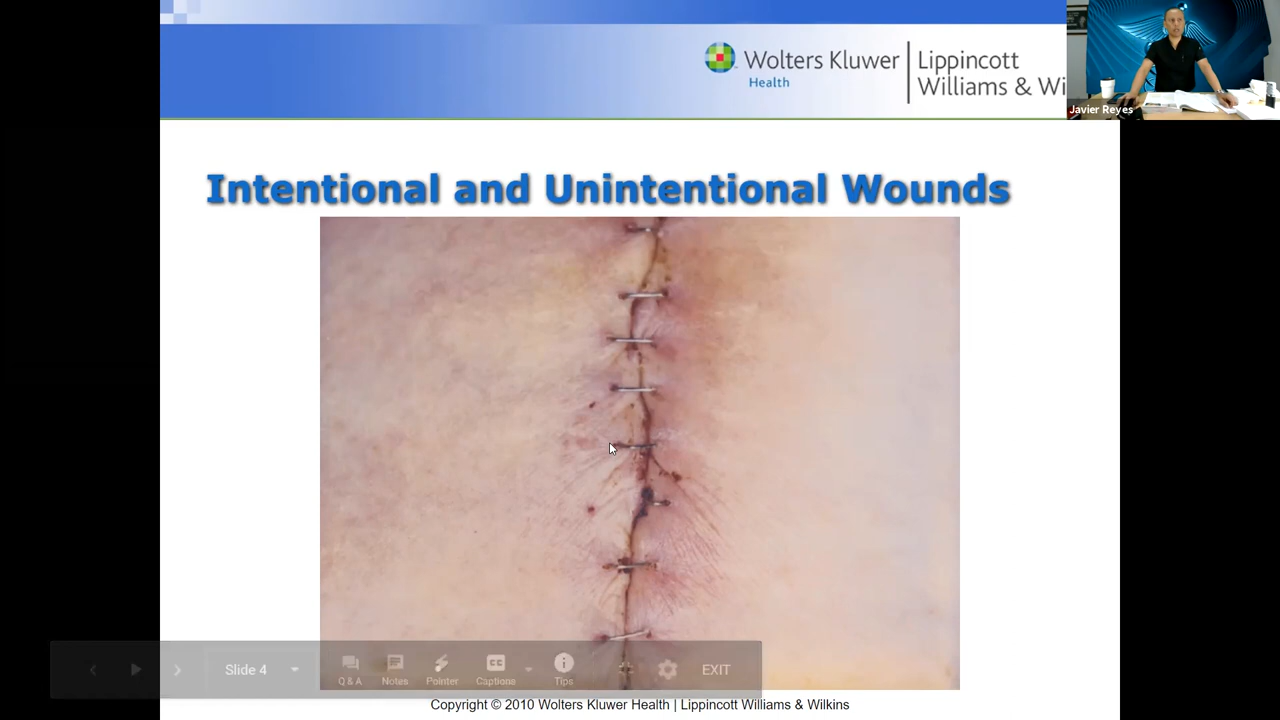 Wolters Kluwer
Health
Lippincott
Williams & Wi
Javier Reyes
Intentional and Unintentional Wounds
Slide 4
Q & A
Notes
Pointer
CC
Captions
Tips
EXIT
Copyright © 2010 Wolters Kluwer Health | Lippincott Williams & Wilkins